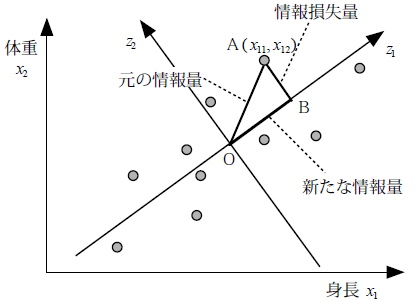 情報損失量
体重
x₂
z₂
A (x₁₁, x₁₂)
z₁
元の情報量
B
O
新たな情報量
身長 x₁